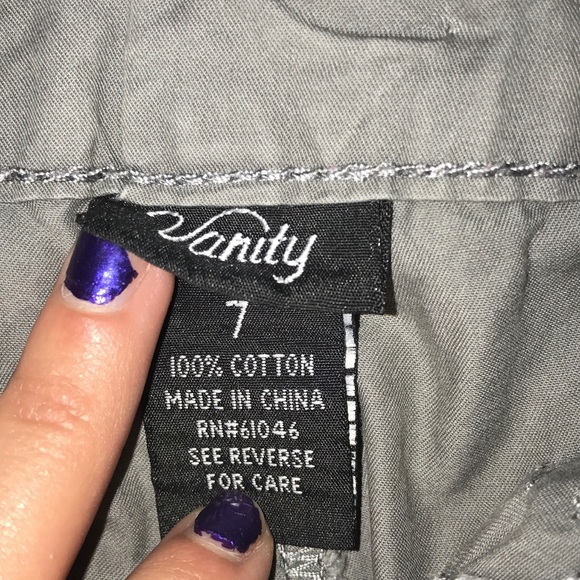 Vanity
7
100% COTTON
MADE IN CHINA
RN#61046
SEE REVERSE
FOR CARE